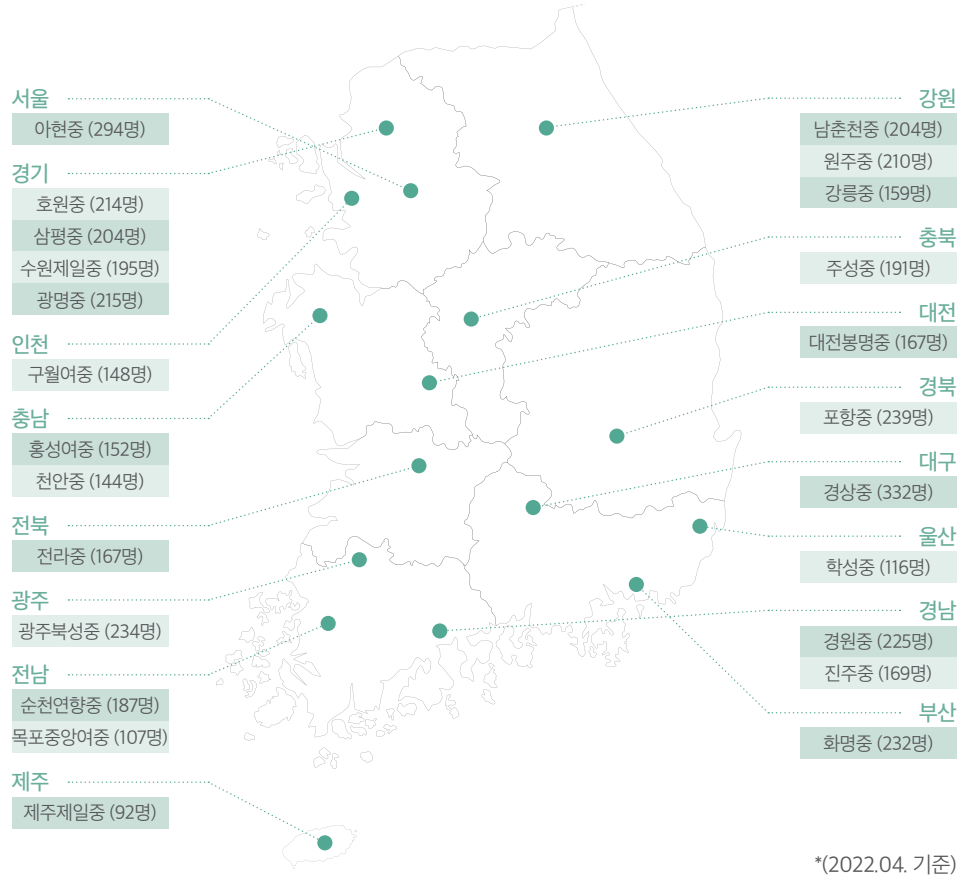 서울
아현중 (294명)
경기
호원중 (214명)
삼평중 (204명)
수원제일중 (195명)
광명중 (215명)
인천
구월여중 (148명)
충남
홍성여중 (152명)
천안중 (144명)
전북
전라중 (167명)
광주
광주북성중 (234명)
전남
순천연향중 (187명)
목포중앙여중 (107명)
제주
제주제일중 (92명)
강원
남춘천중 (204명)
원주중 (210명)
강릉중 (159명)
충북
주성중 (191명)
대전
대전봉명중 (167명)
경북
포항중 (239명)
대구
경상중 (332명)
울산
학성중 (116명)
경남
경원중 (225명)
진주중 (169명)
부산
화명중 (232명)
*(2022.04. 기준)